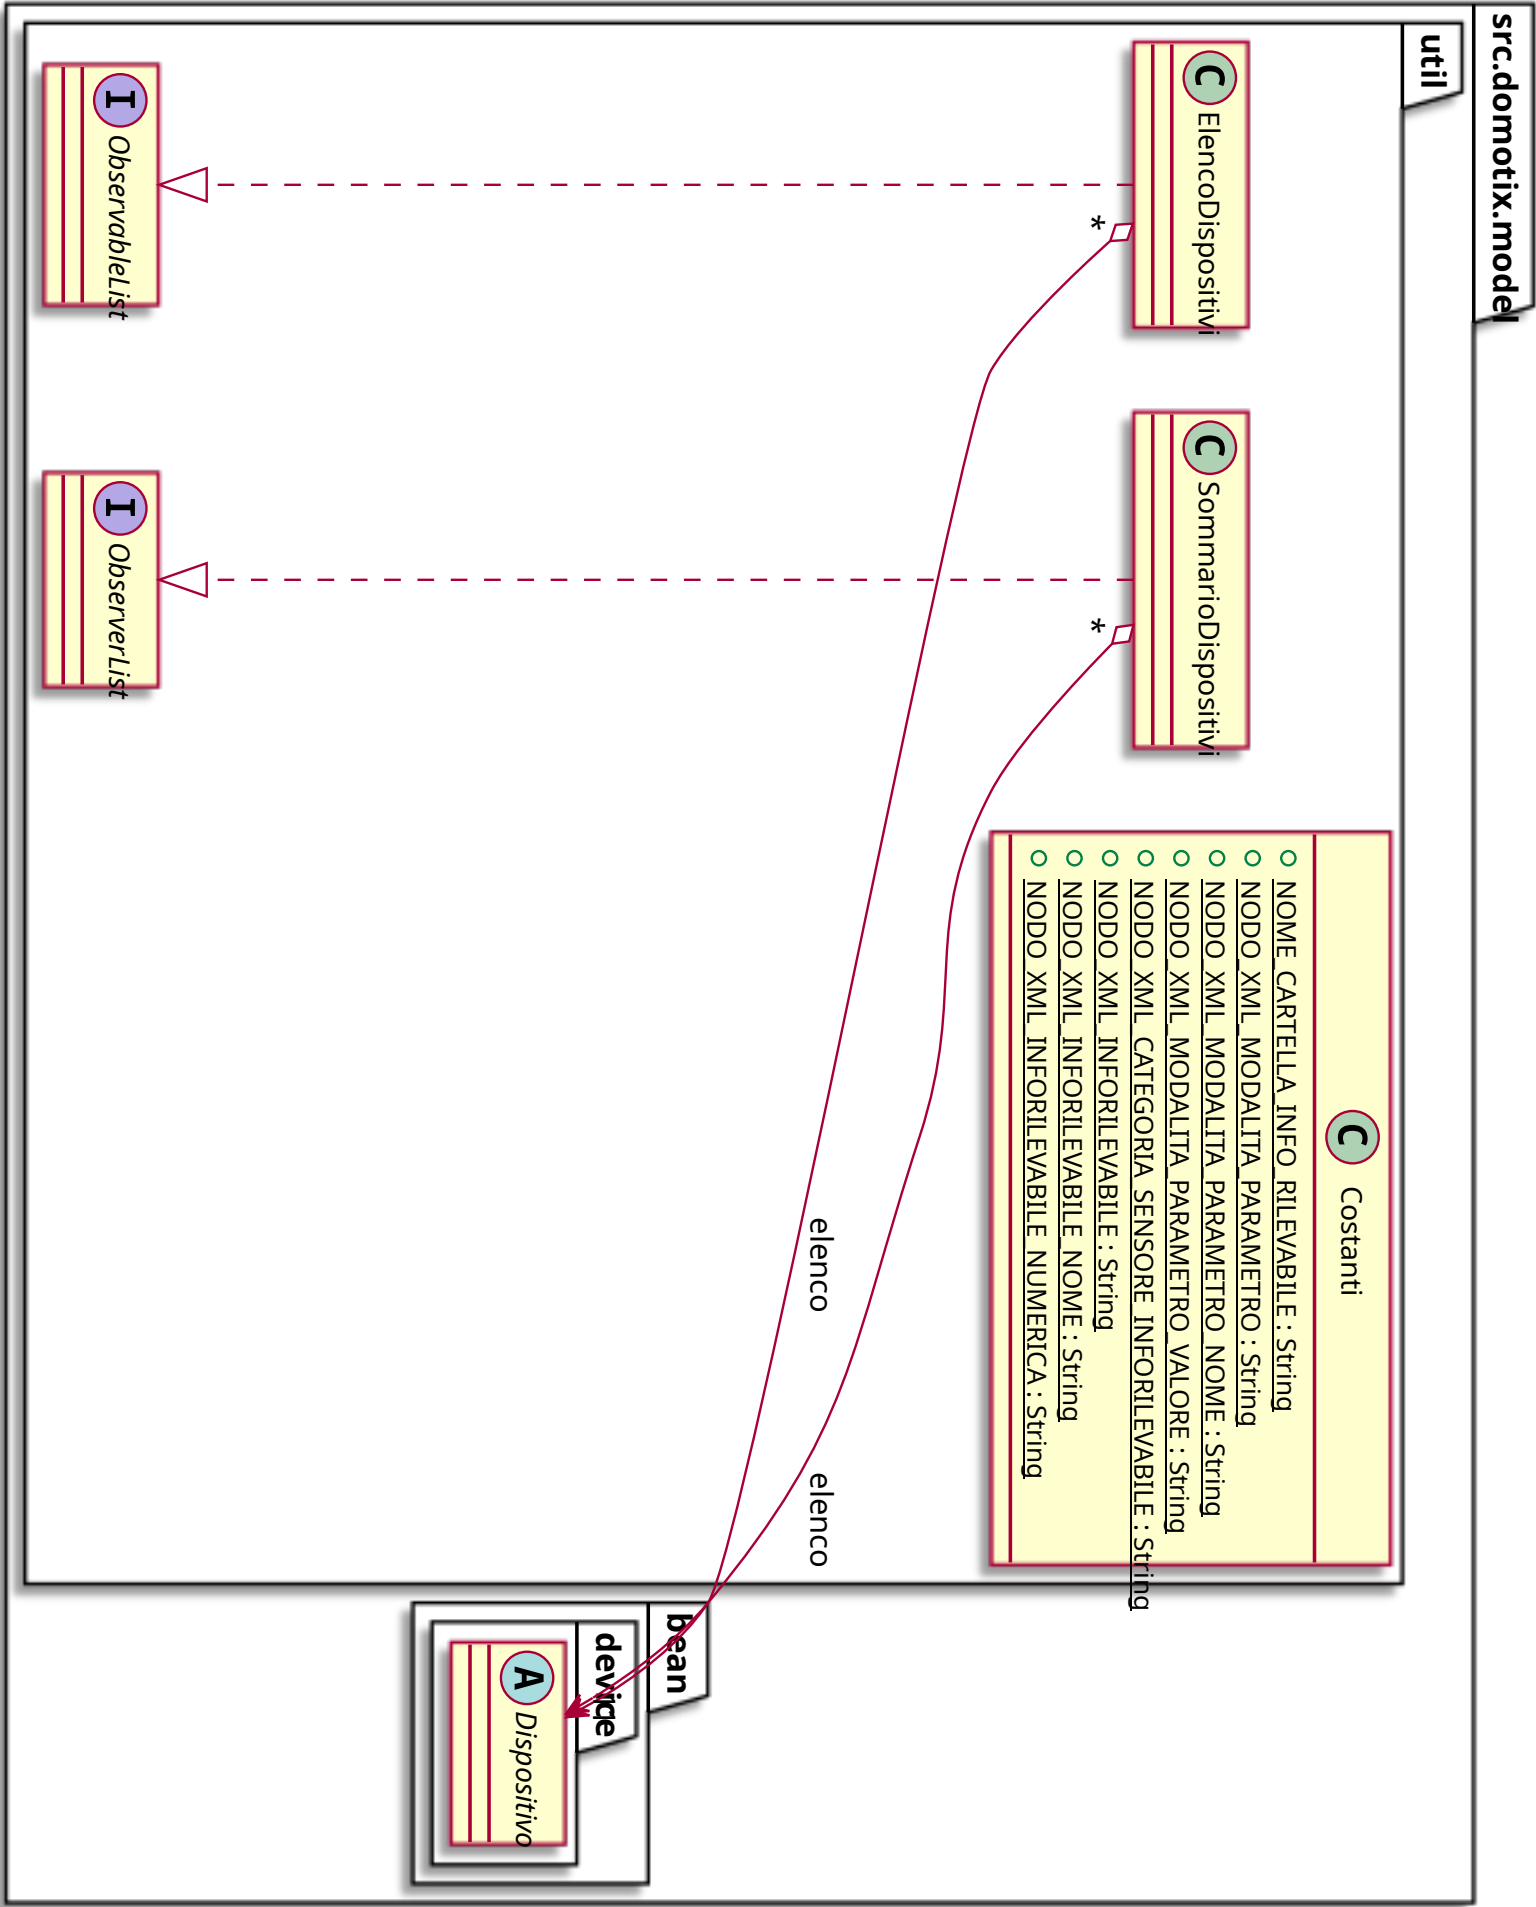 src.domotix.model
util
C ElencoDispositivi
C SommarioDispositivi
C Costanti
NOME_CARTELLA_INFO_RILEVABILE : String
NODO_XML_MODALITA_PARAMETRO : String
NODO_XML_MODALITA_PARAMETRO_NOME : String
NODO_XML_MODALITA_PARAMETRO_VALORE : String
NODO_XML_CATEGORIA_SENSORE_INFORILEVABILE : String
NODO_XML_INFORILEVABILE : String
NODO_XML_INFORILEVABILE_NOME : String
NODO_XML_INFORILEVABILE_NUMERICA : String
*
*
elenco
elenco
bean
device
A Dispositivo
I ObservableList
I ObserverList